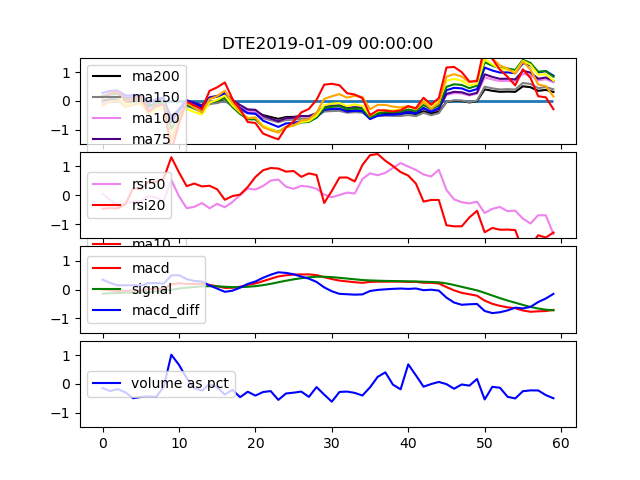 DTE2019-01-09 00:00:00
1
0
−1
ma200
ma150
ma100
ma75
1
0
−1
rsi50
rsi20
ma10
1
0
−1
macd
signal
macd_diff
1
0
−1
volume as pct
0 10 20 30 40 50 60